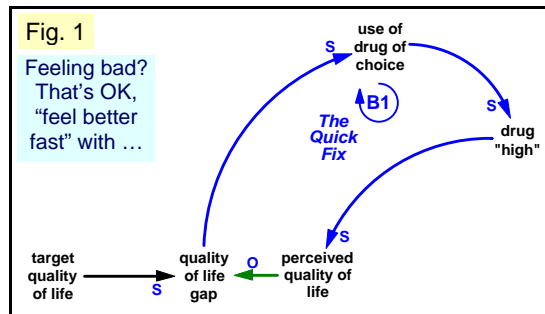 Fig. 1
Feeling bad?
That's OK,
“feel better
fast” with …
use of
drug of
choice
S
B1
The
Quick
Fix
S
drug
"high"
S
target
quality
of life
S
quality
of life
gap
O
perceived
quality of
life